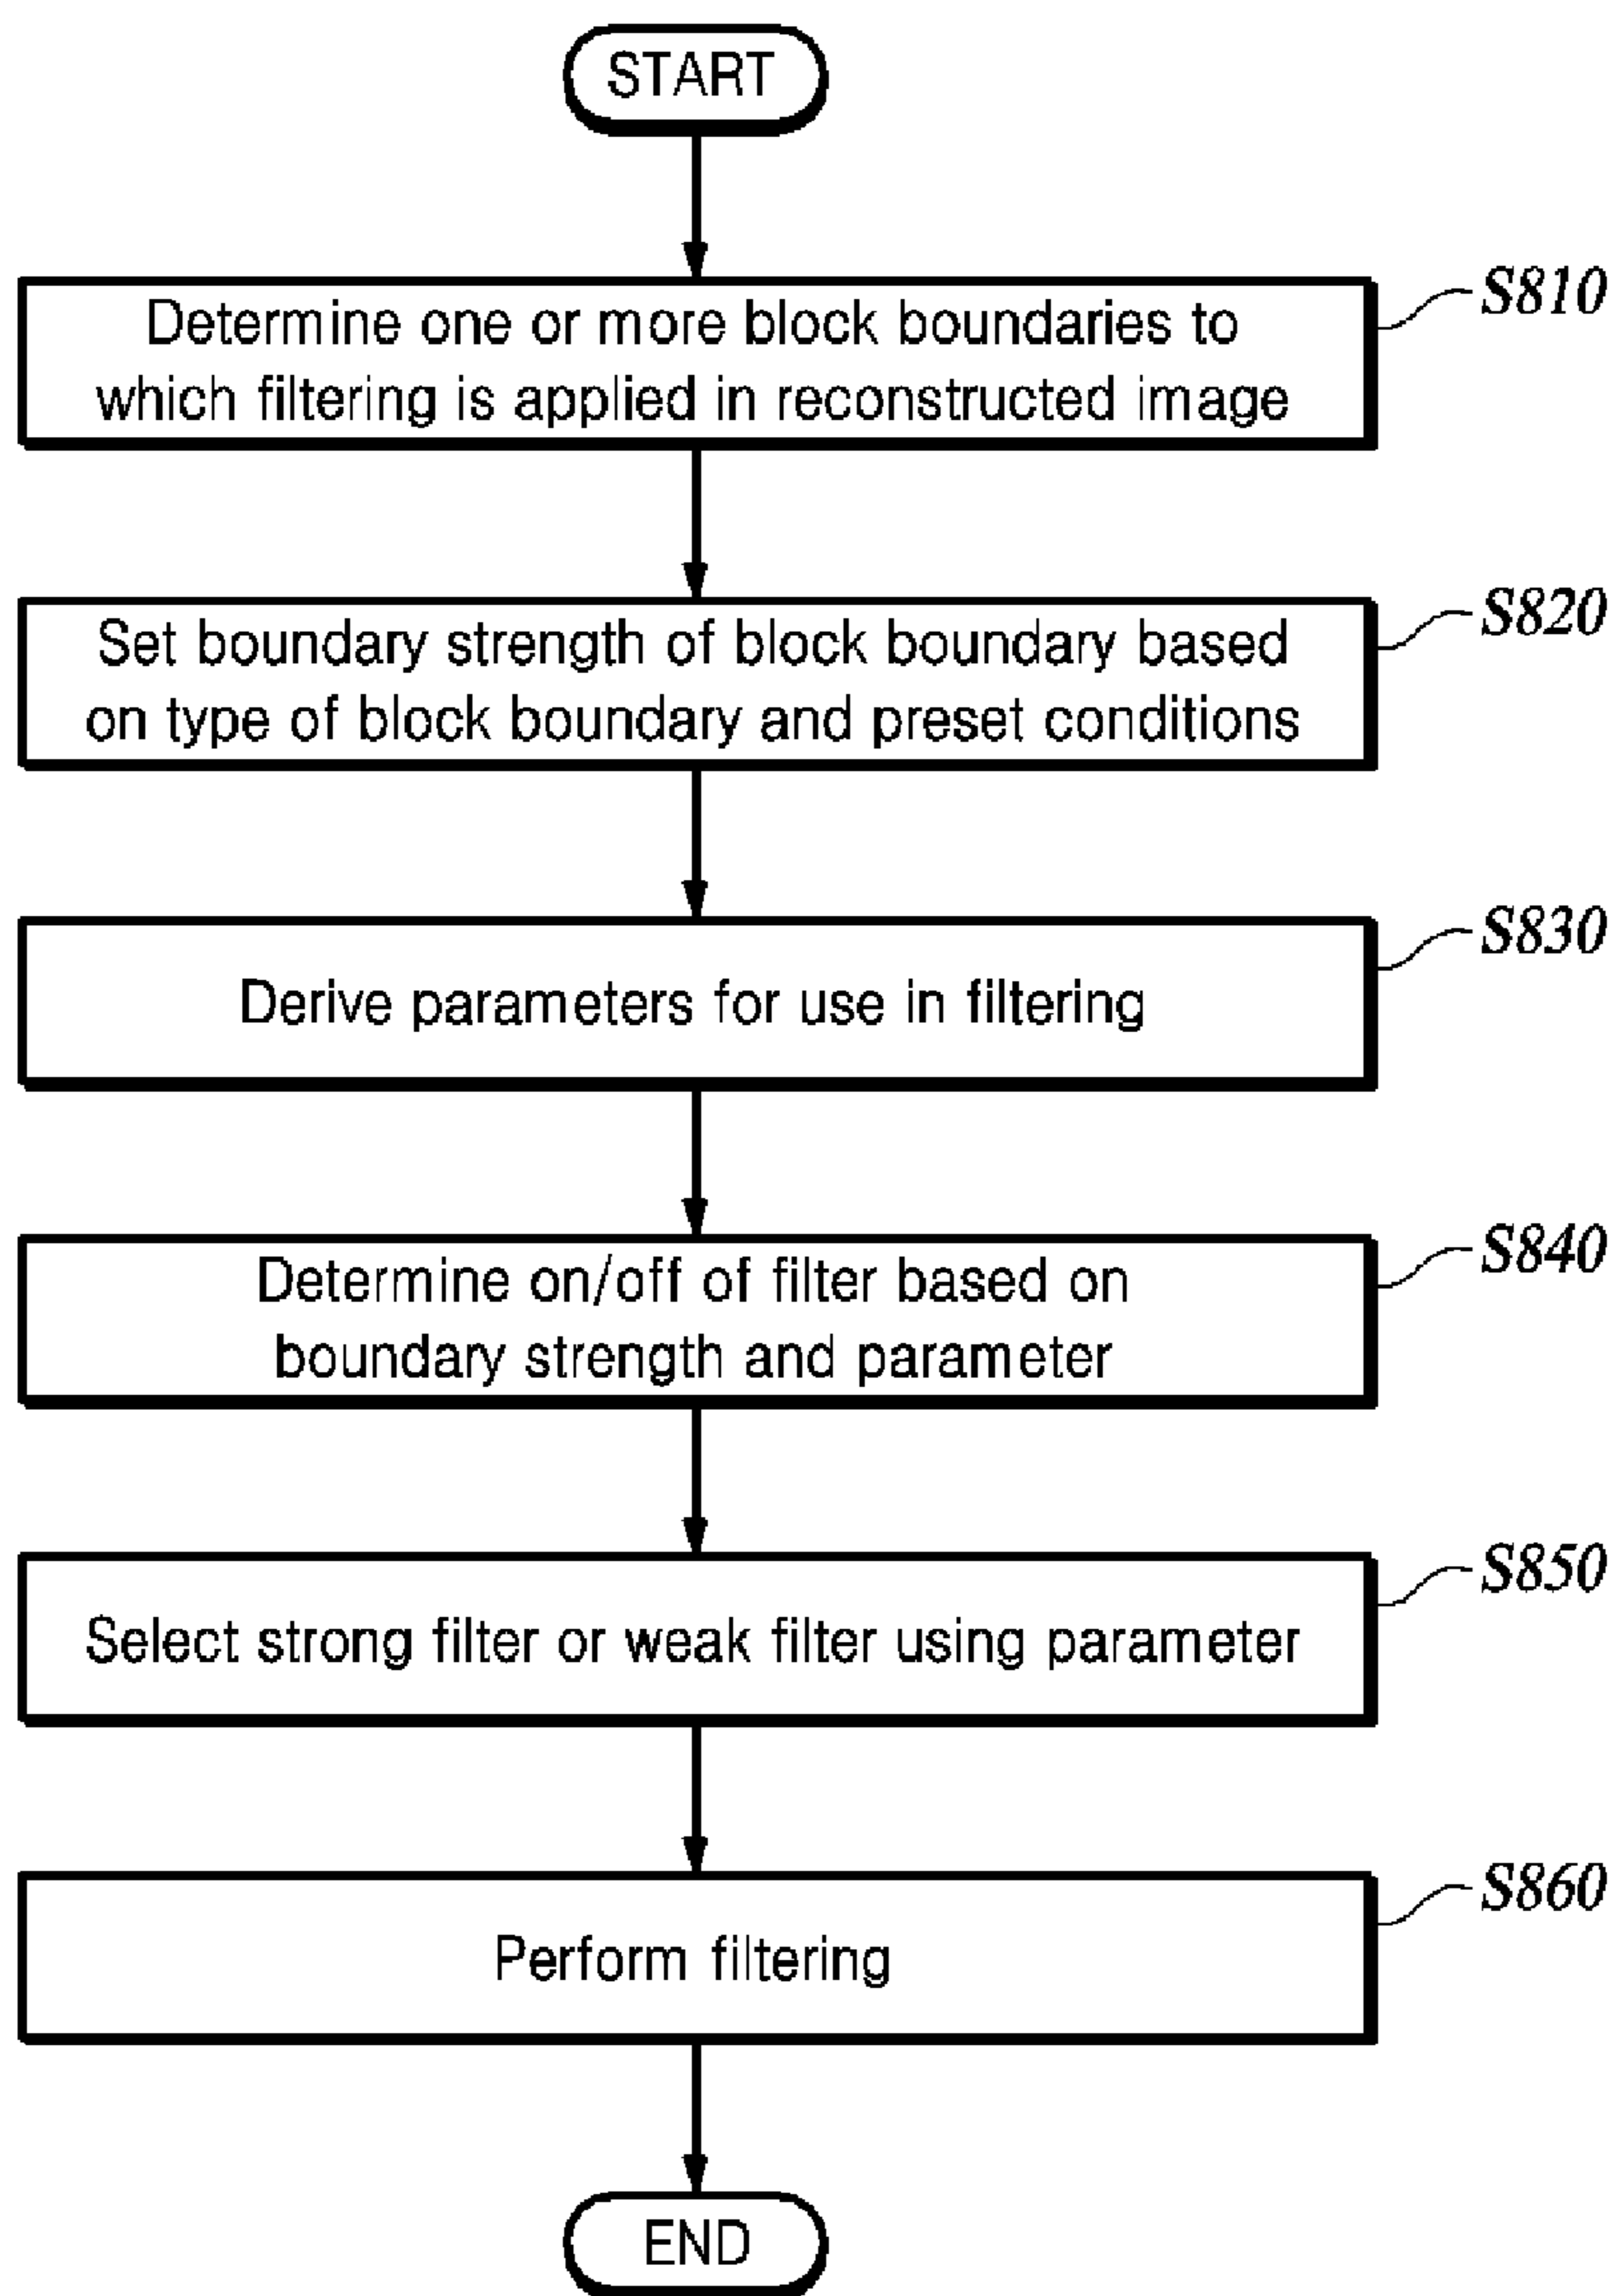 START
Determine one or more block boundaries to
which filtering is applied in reconstructed image
S810
Set boundary strength of block boundary based
on type of block boundary and preset conditions
S820
Derive parameters for use in filtering
S830
Determine on/off of filter based on
boundary strength and parameter
S840
Select strong filter or weak filter using parameter
S850
Perform filtering
S860
END